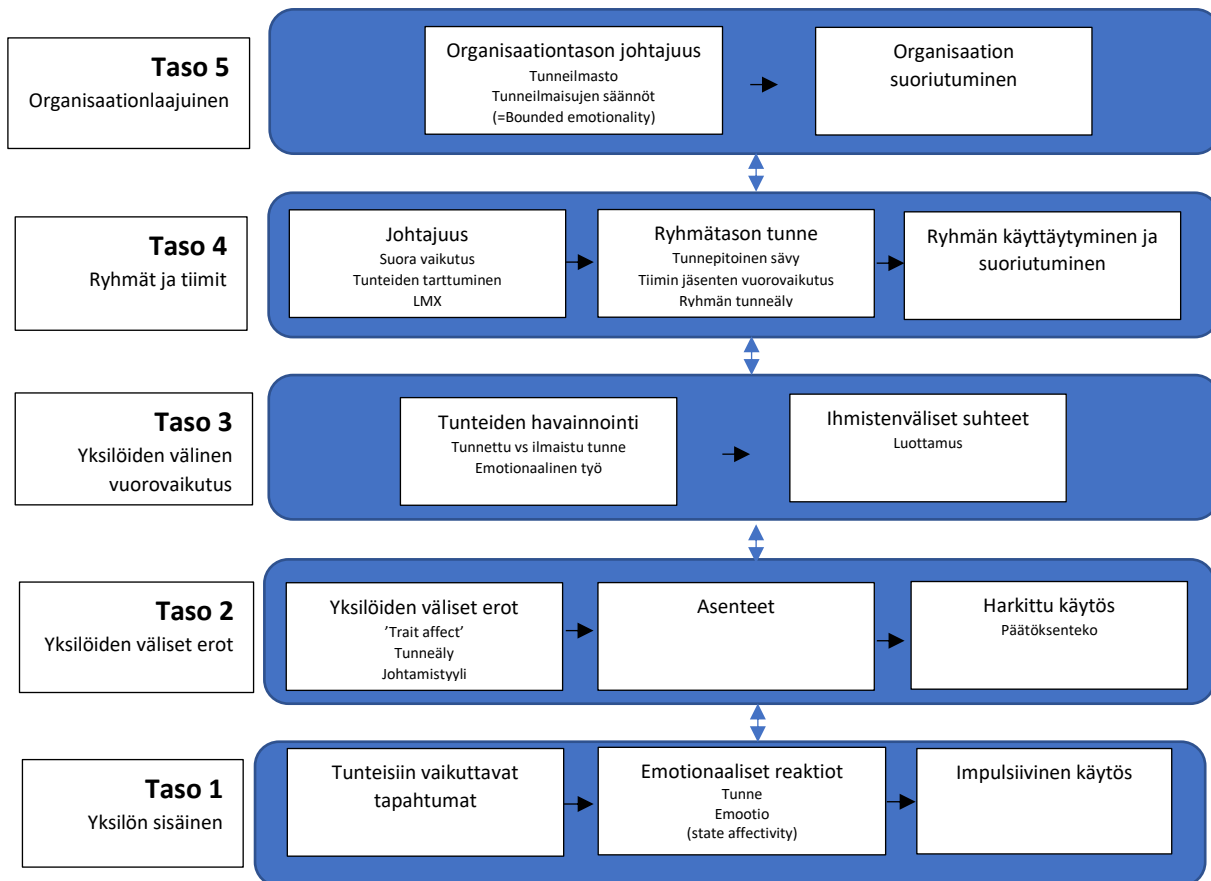 Taso 5
Organisaationlaajuinen
Organisaationtason johtajuus
Tunneilmasto
Tunneilmaisujen säännöt
(=Bounded emotionality)
Organisaation
suoriutuminen
Taso 4
Ryhmät ja tiimit
Johtajuus
Suora vaikutus
Tunteiden tarttuminen
LMX
Ryhmätason tunne
Tunnepitoinen sävy
Tiimin jäsenten vuorovaikutus
Ryhmän tunneäly
Ryhmän käyttäytyminen ja
suoriutuminen
Taso 3
Yksilöiden välinen
vuorovaikutus
Tunteiden havainnointi
Tunnettu vs ilmaistu tunne
Emotionaalinen työ
Ihmistenväliset suhteet
Luottamus
Taso 2
Yksilöiden väliset erot
Yksilöiden väliset erot
’Trait affect’
Tunneäly
Johtamistyyli
Asenteet
Harkittu käytös
Päätöksenteko
Taso 1
Yksilön sisäinen
Tunteisiin vaikuttavat
tapahtumat
Emotionaaliset reaktiot
Tunne
Emootio
(state affectivity)
Impulsiivinen käytös